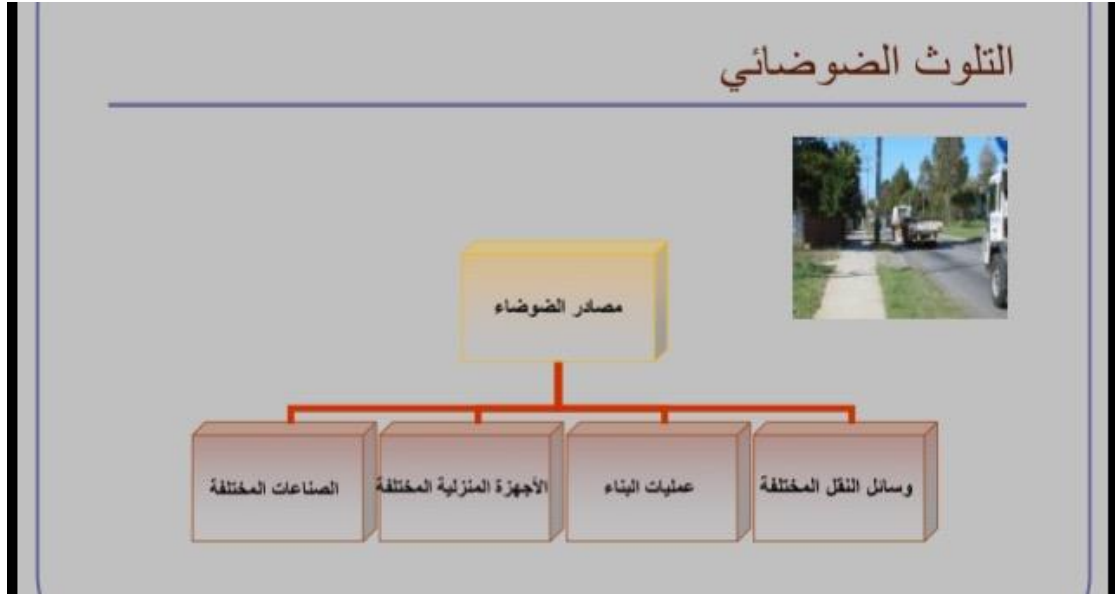 التلوث الضوضائي
مصادر الضوضاء
وسائل النقل المختلفة
عمليات البناء
الأجهزة المنزلية المختلفة
الصناعات المختلفة